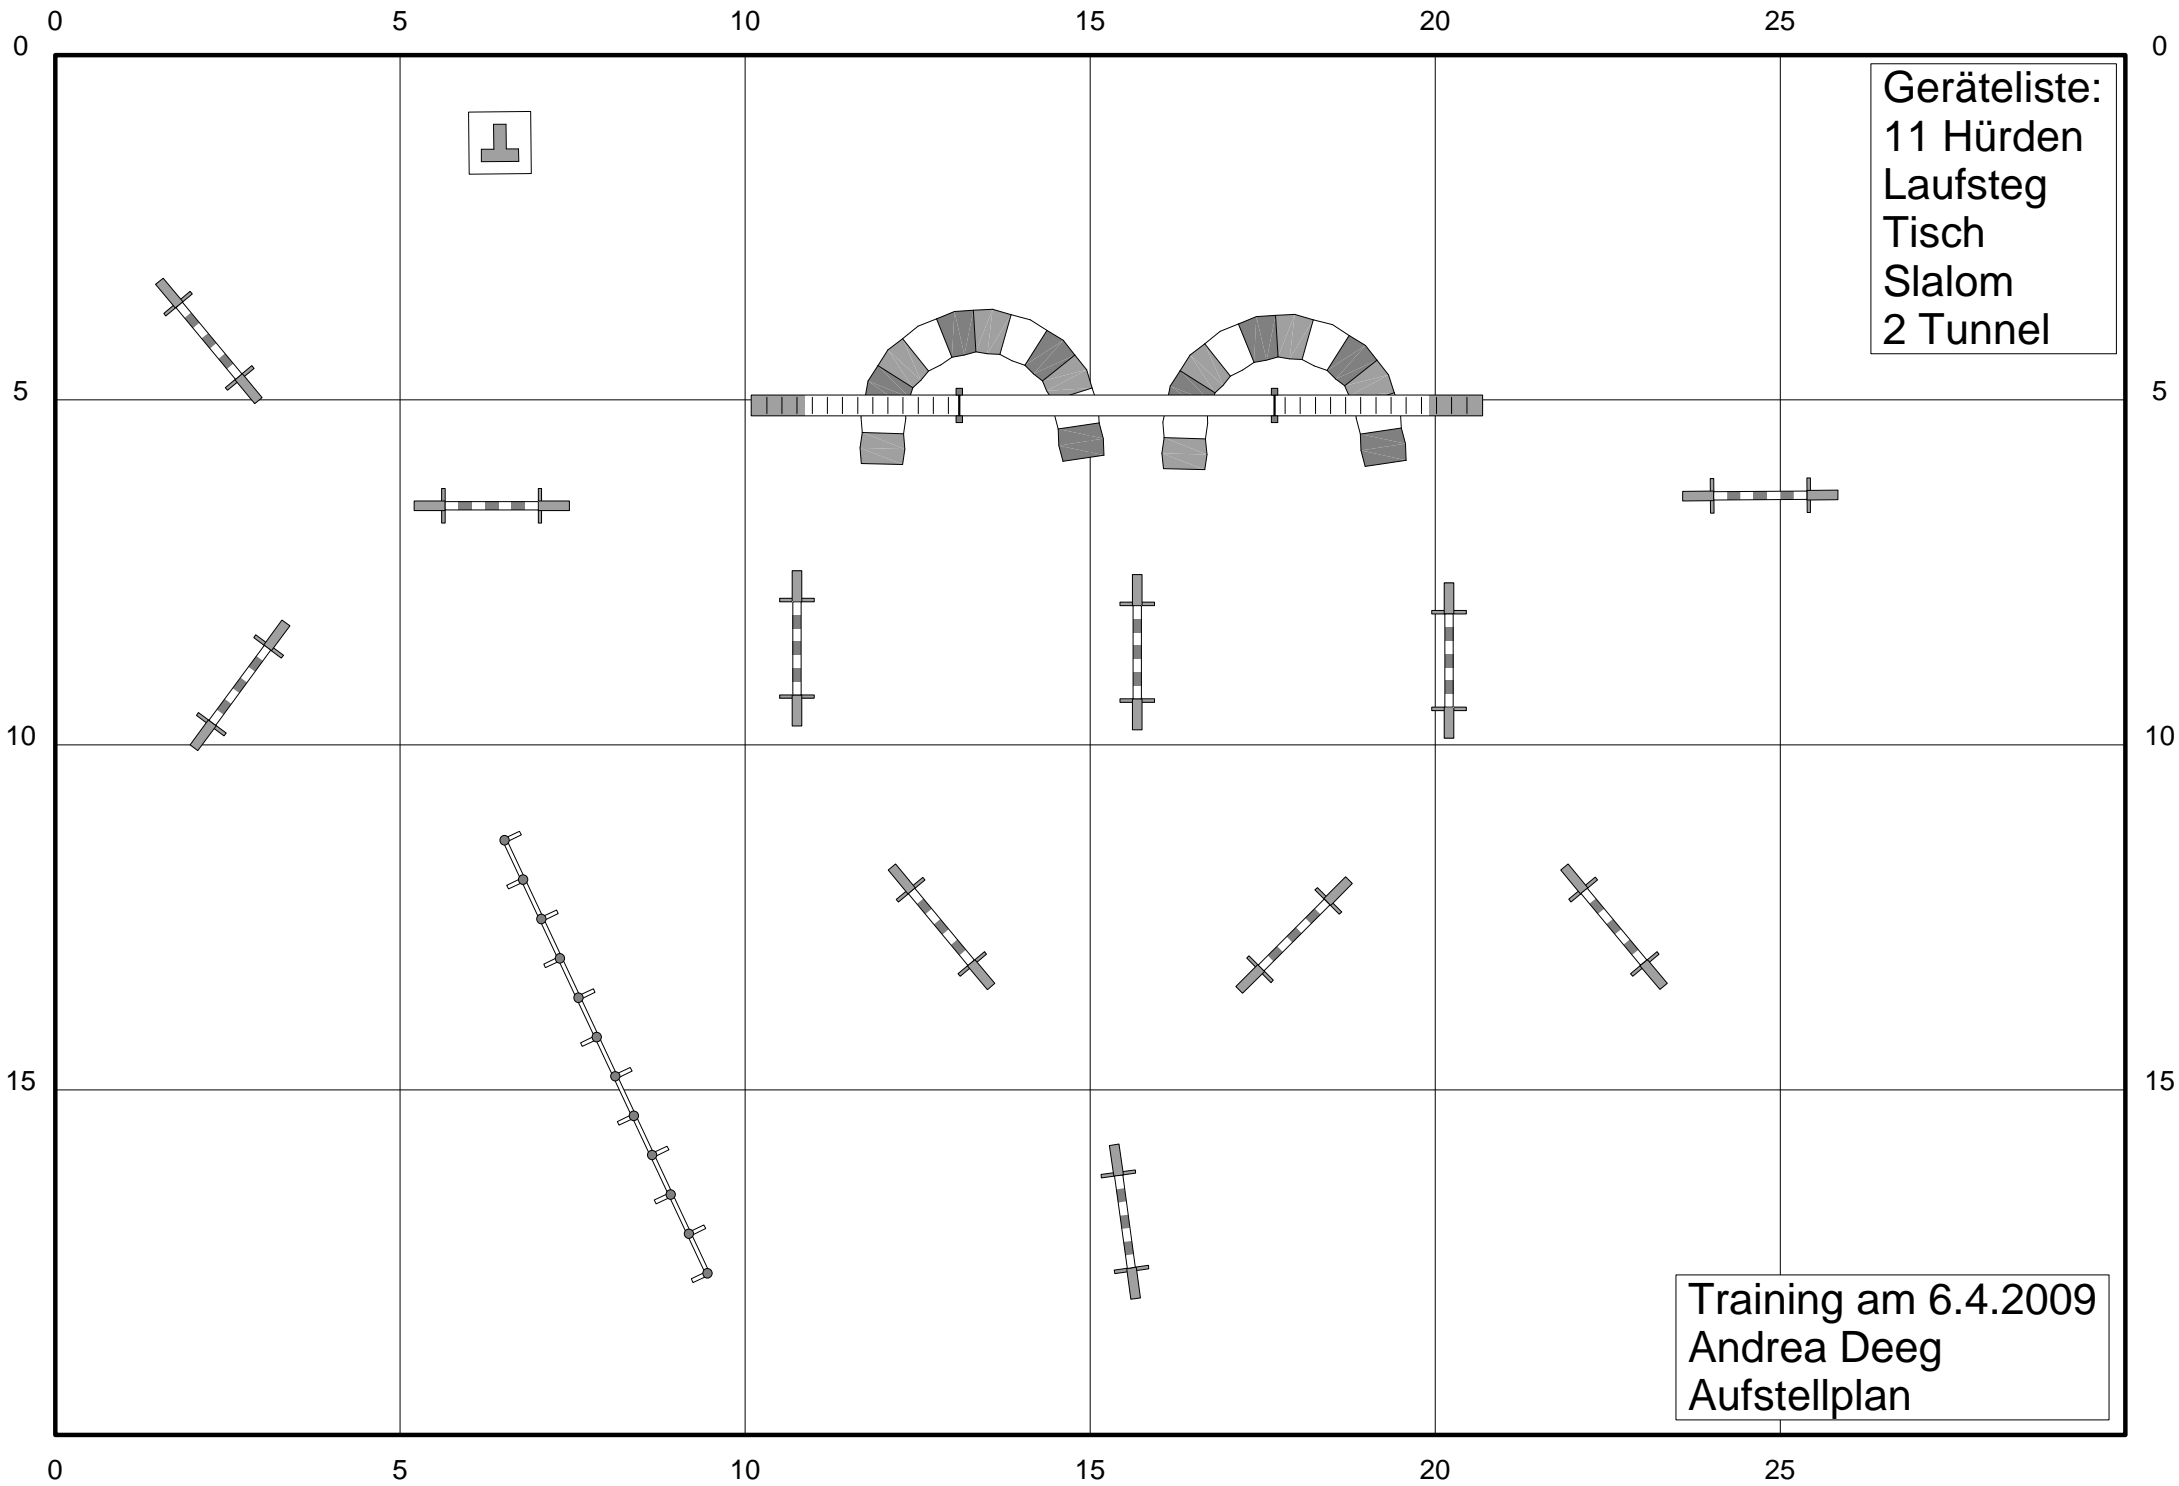 0 5 10 15 20 25
0 0
Geräteliste:
11 Hürden
Laufsteg
Tisch
Slalom
2 Tunnel
T
5 5
10 10
15 15
Training am 6.4.2009
Andrea Deeg
Aufstellplan
0 5 10 15 20 25